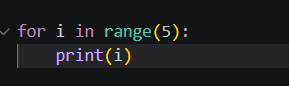 for i in range(5):
    print(i)